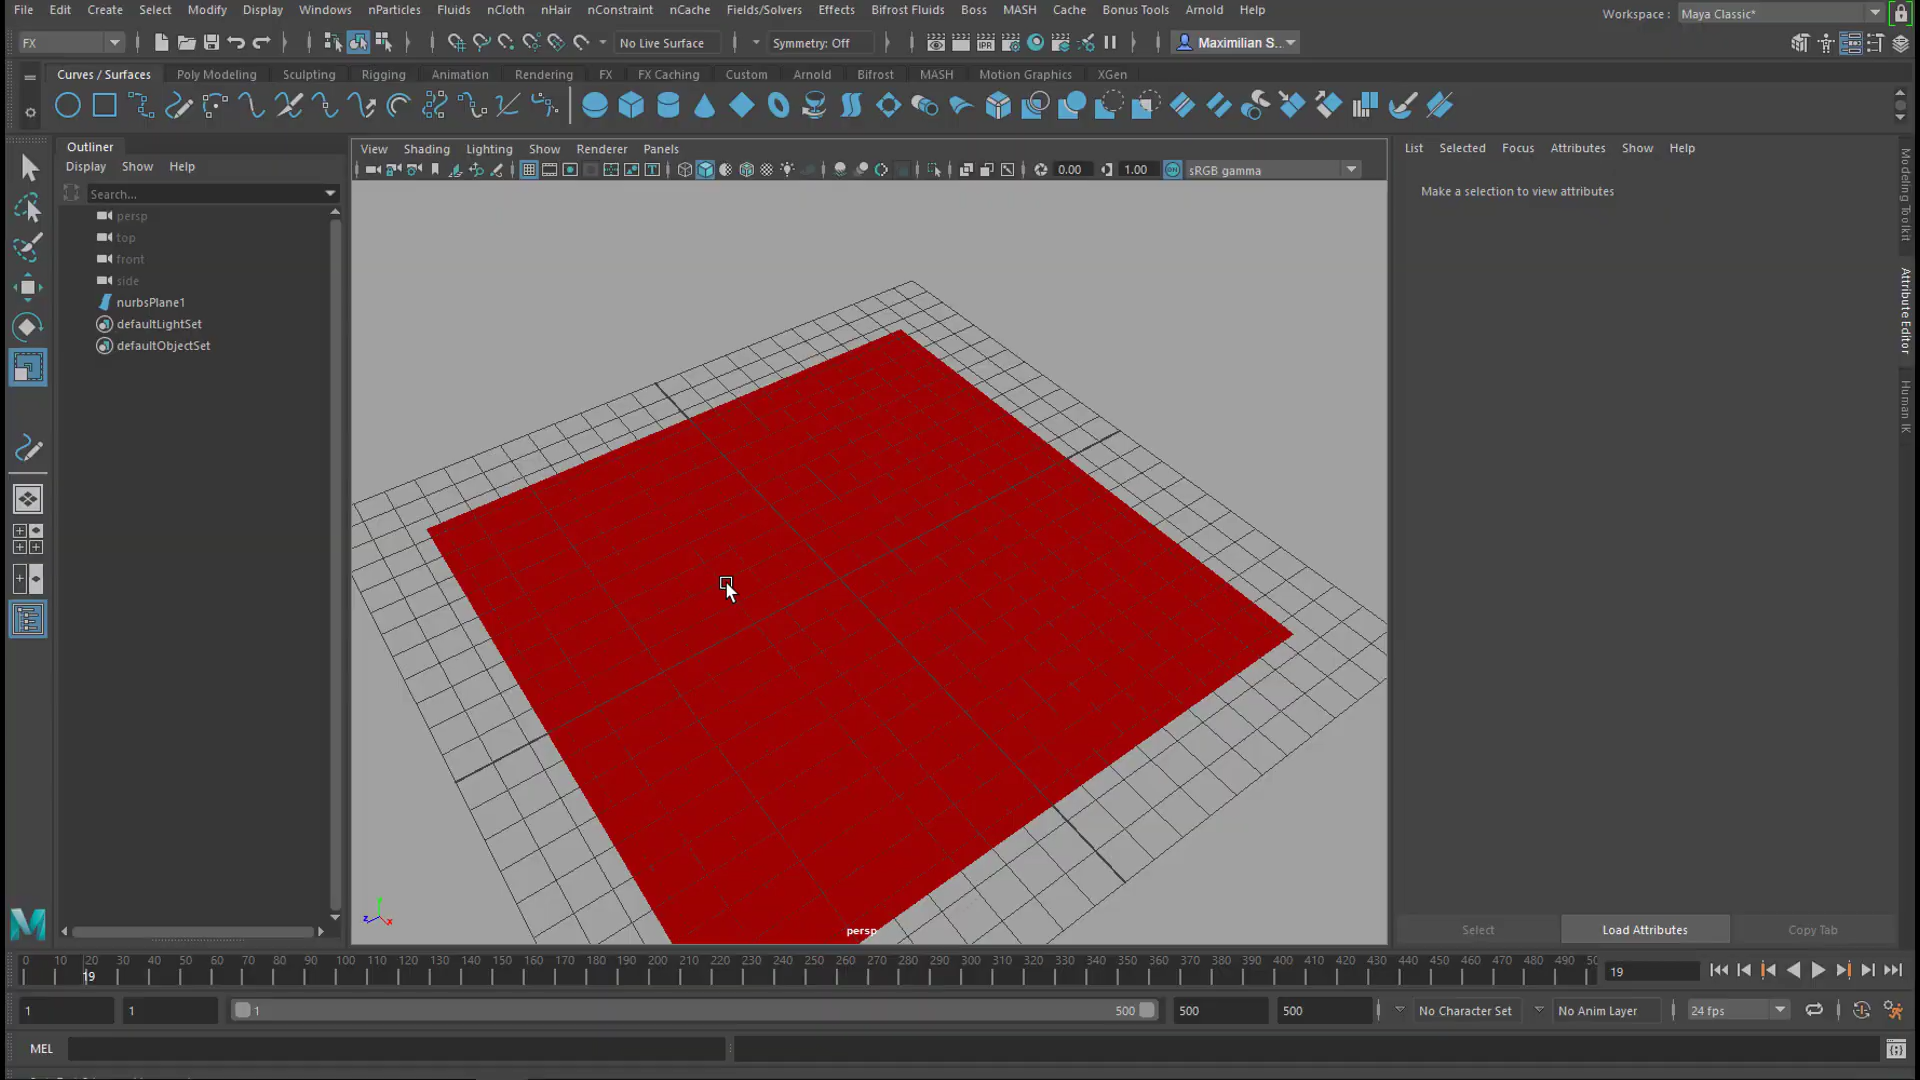 File Edit Create Select Modify Display Windows nParticles Fluids nCloth nHair nConstraint nCache Fields/Solvers Effects Bifrost Fluids Boss MASH Cache Bonus Tools Arnold Help
Workspace : Maya Classic*
FX No Live Surface Symmetry: Off Maximilian S...
Curves / Surfaces Poly Modeling Sculpting Rigging Animation Rendering FX FX Caching Custom Arnold Bifrost MASH Motion Graphics XGen
Outliner
Display Show Help
Search...
persp
top
front
side
nurbsPlane1
defaultLightSet
defaultObjectSet
View Shading Lighting Show Renderer Panels
0.00 1.00 sRGB gamma
persp
z x
List Selected Focus Attributes Show Help
Make a selection to view attributes
Select Load Attributes Copy Tab
Modeling Toolkit
Attribute Editor
Human IK
0 10 20 30 40 50 60 70 80 90 100 110 120 130 140 150 160 170 180 190 200 210 220 230 240 250 260 270 280 290 300 310 320 330 340 350 360 370 380 390 400 410 420 430 440 450 460 470 480 490 50
19
19
1 1 1 500 500 500 No Character Set No Anim Layer 24 fps
MEL